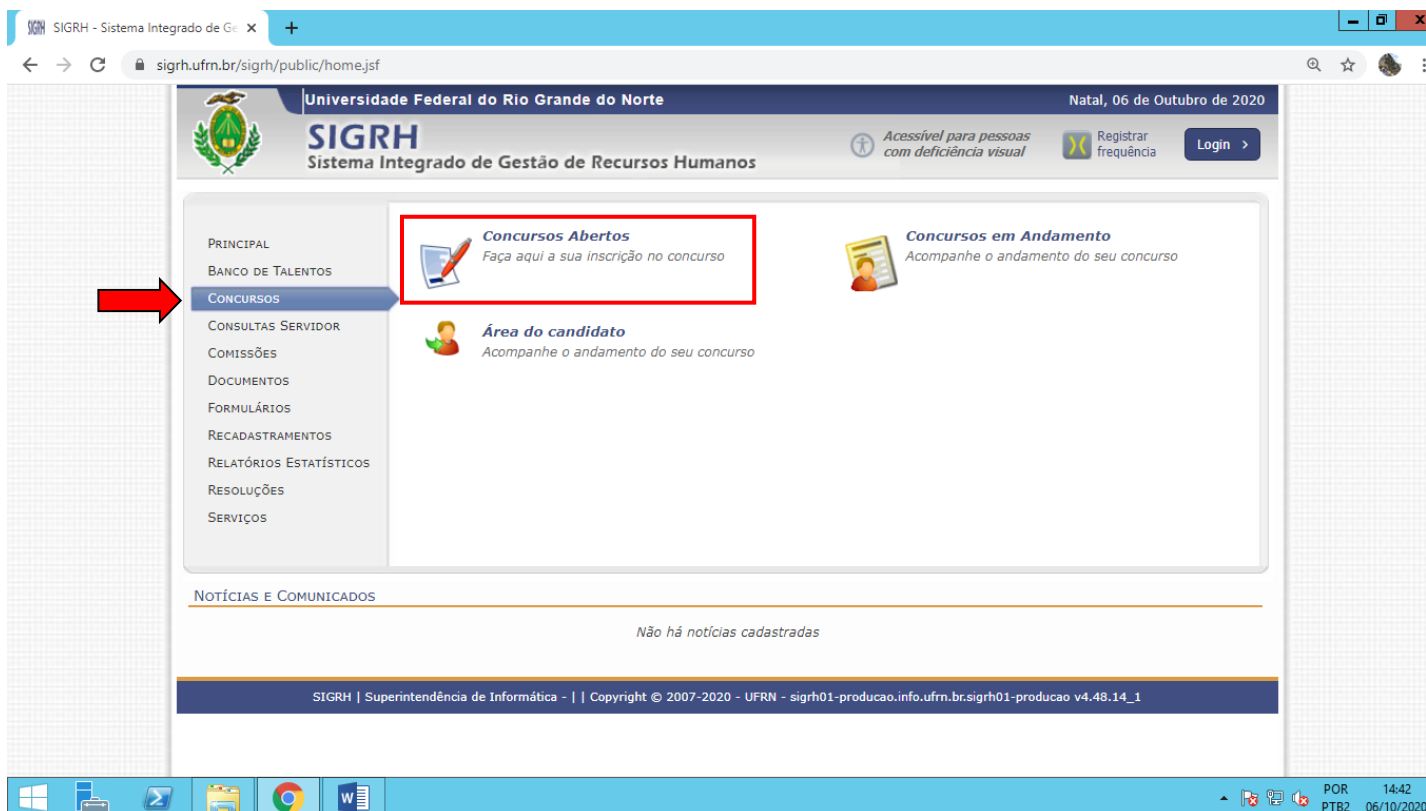 SIGRH - Sistema Integrado de Ge
sigrh.ufrn.br/sigrh/public/home.jsf
Universidade Federal do Rio Grande do Norte
Natal, 06 de Outubro de 2020
SIGRH
Sistema Integrado de Gestão de Recursos Humanos
Acessível para pessoas
com deficiência visual
Registrar
frequência
Login >
Principal
Banco de Talentos
Concursos
Consultas Servidor
Comissões
Documentos
Formulários
Recadastramentos
Relatórios Estatísticos
Resoluções
Serviços
Concursos Abertos
Faça aqui a sua inscrição no concurso
Concursos em Andamento
Acompanhe o andamento do seu concurso
Área do candidato
Acompanhe o andamento do seu concurso
Notícias e Comunicados
Não há notícias cadastradas
SIGRH | Superintendência de Informática - | | Copyright © 2007-2020 - UFRN - sigrh01-producao.info.ufrn.br.sigrh01-producao v4.48.14_1
POR
PTB2
14:42
06/10/2020